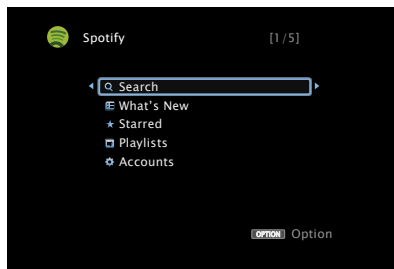 Spotify [1/5]
Search
What's New
Starred
Playlists
Accounts
OPTION Option